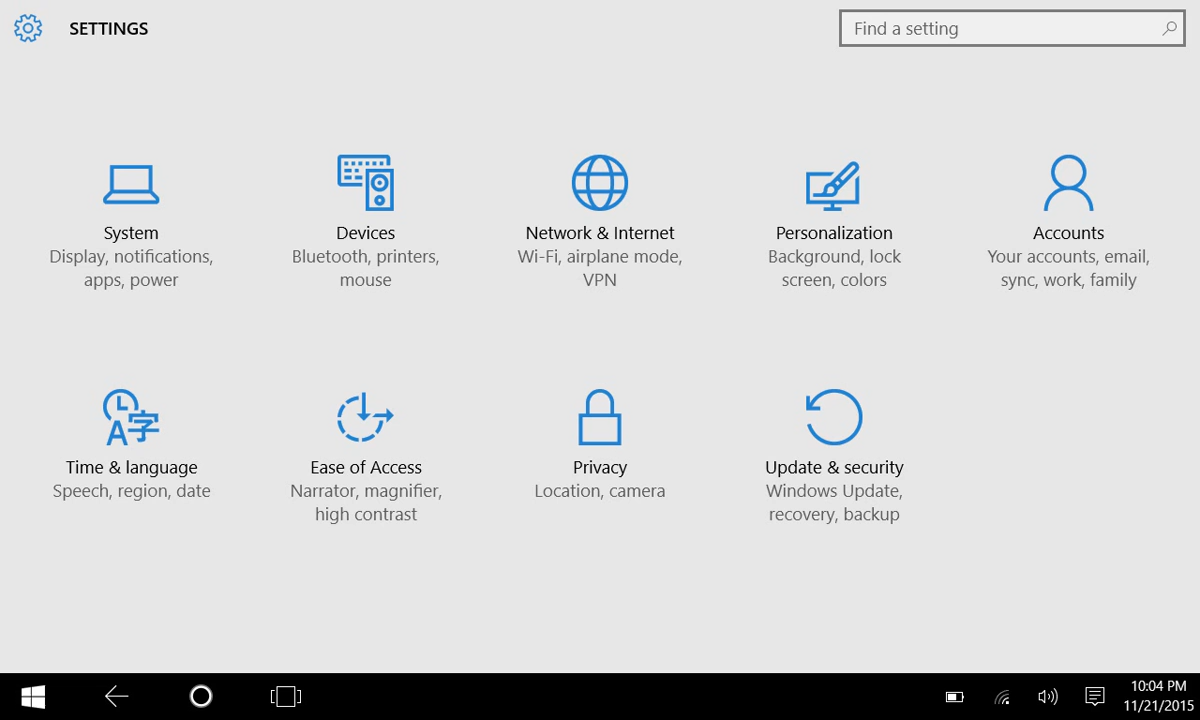 SETTINGS
Find a setting
System
Display, notifications,
apps, power
Devices
Bluetooth, printers,
mouse
Network & Internet
Wi-Fi, airplane mode,
VPN
Personalization
Background, lock
screen, colors
Accounts
Your accounts, email,
sync, work, family
Time & language
Speech, region, date
Ease of Access
Narrator, magnifier,
high contrast
Privacy
Location, camera
Update & security
Windows Update,
recovery, backup
A字
10:04 PM
11/21/2015